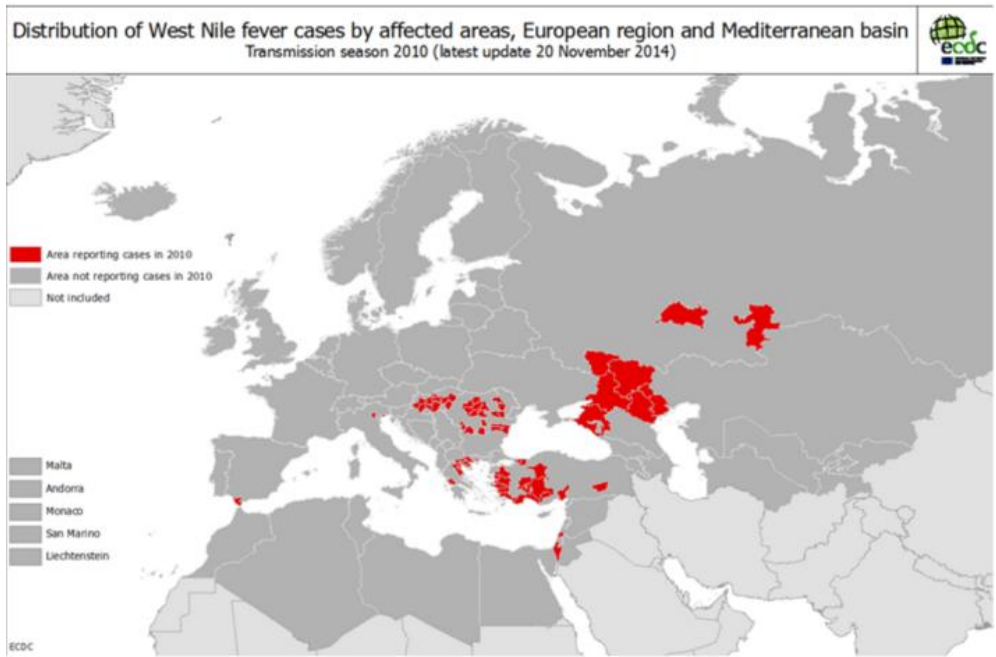 Distribution of West Nile fever cases by affected areas, European region and Mediterranean basin
Transmission season 2010 (latest update 20 November 2014)
ecdc
Area reporting cases in 2010
Area not reporting cases in 2010
Not included
Malta
Andorra
Monaco
San Marino
Liechtenstein
ECDC